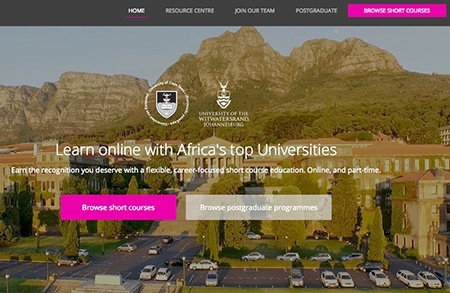 HOME RESOURCE CENTRE JOIN OUR TEAM POSTGRADUATE BROWSE SHORT COURSES
UNIVERSITY OF THE
WITWATERSRAND
JOHANNESBURG
Learn online with Africa's top Universities
Earn the recognition you deserve with a flexible, career-focused short course education. Online, and part-time.
Browse short courses Browse postgraduate programmes